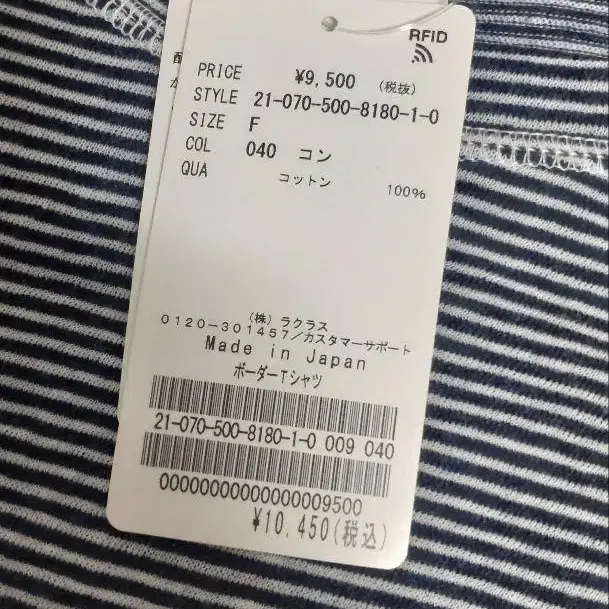 RFID
PRICE ¥9,500 (税抜)
STYLE 21-070-500-8180-1-0
SIZE F
COL 040 コン
QUA コットン 100%
(株) ラクラス
0120-301457/カスタマーサポート
Made in Japan
ボーダーTシャツ
21-070-500-8180-1-0 009 040
00000000000000009500
¥10,450(税込)